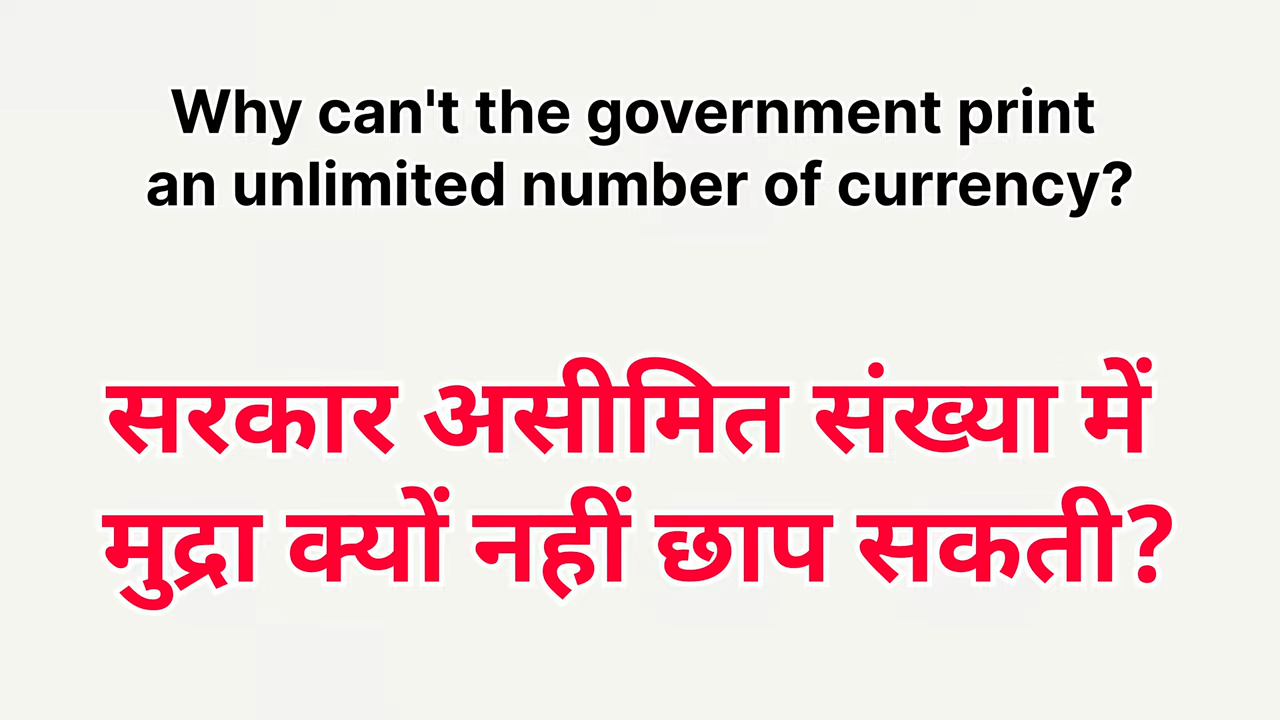 Why can't the government print
an unlimited number of currency?
सरकार असीमित संख्या में
मुद्रा क्यों नहीं छाप सकती?